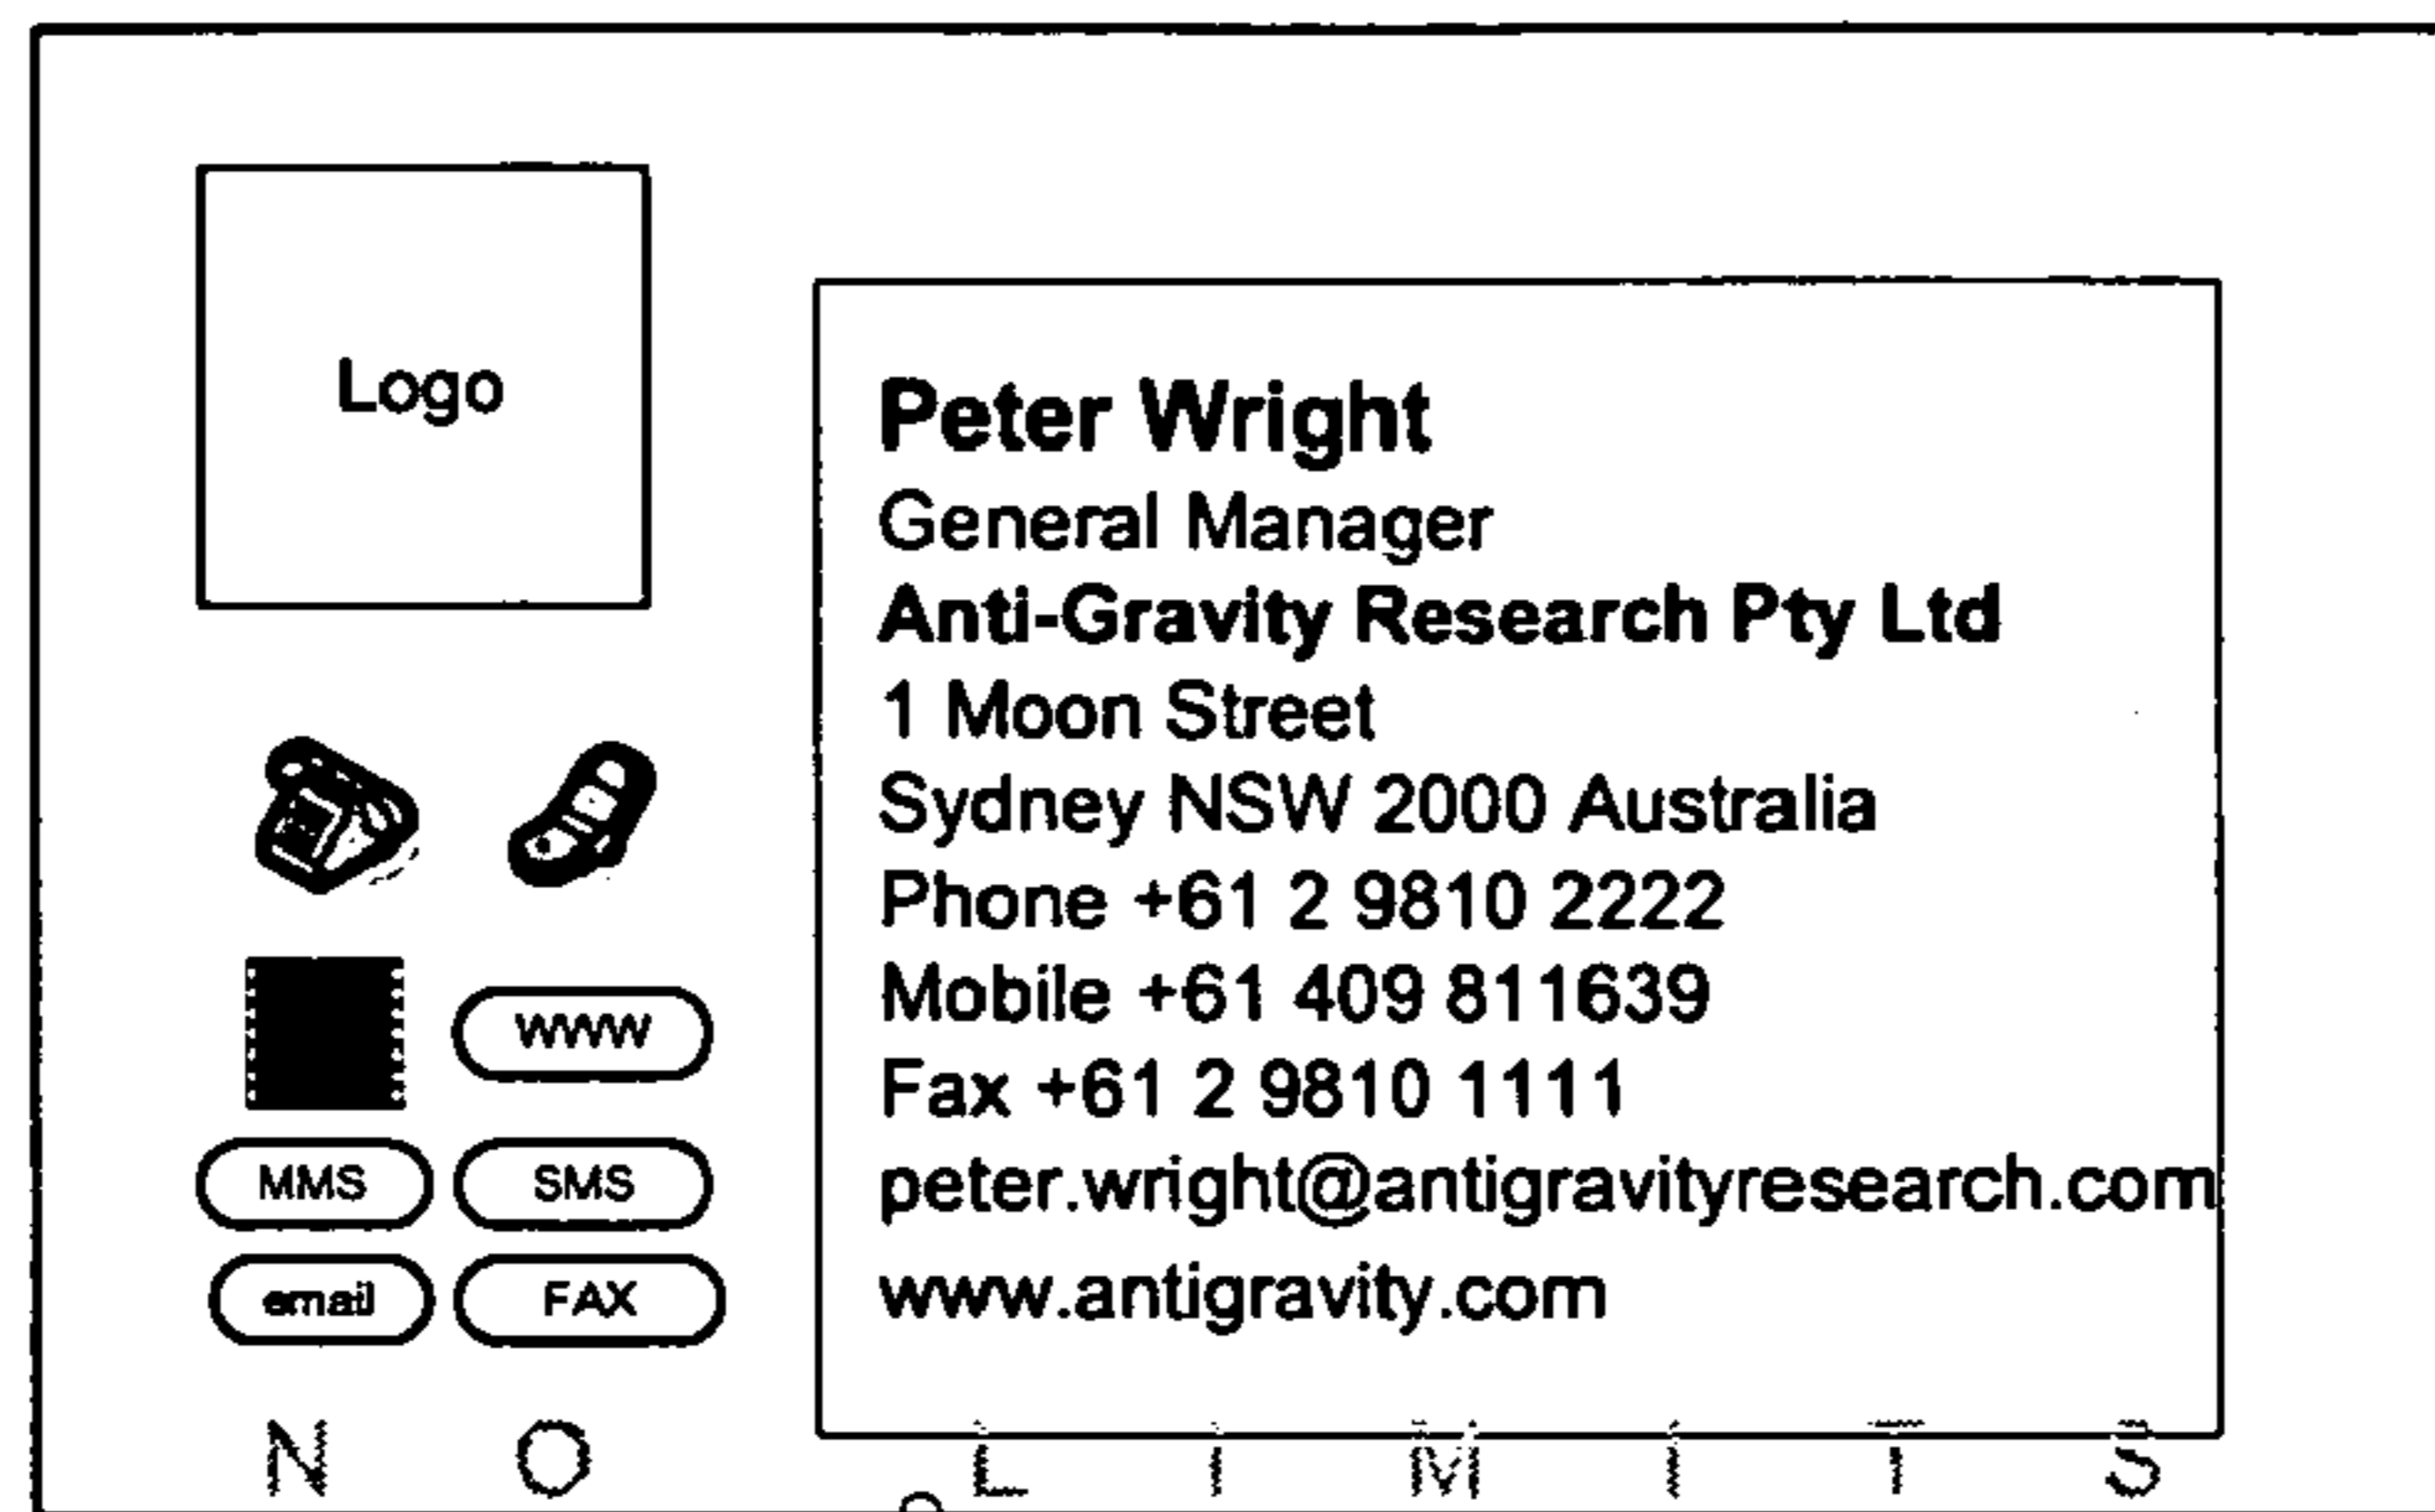 Logo
Peter Wright
General Manager
Anti-Gravity Research Pty Ltd
1 Moon Street
Sydney NSW 2000 Australia
Phone +61 2 9810 2222
Mobile +61 409 811639
Fax +61 2 9810 1111
peter.wright@antigravityresearch.com
www.antigravity.com
www
MMS SMS
email FAX
N O L I M I T S